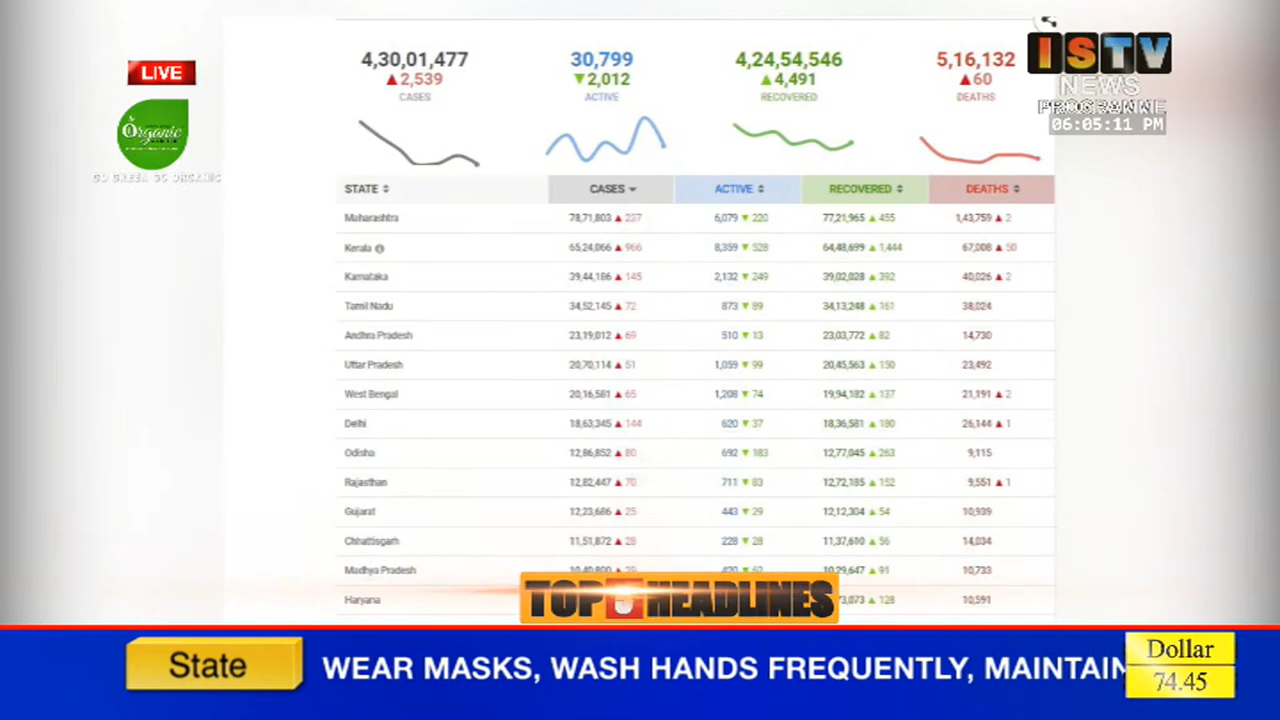 4,30,01,477 30,799 4,24,54,546 5,16,132
▲2,539 ▼2,012 ▲4,491 ▲60
CASES ACTIVE RECOVERED DEATHS
LIVE
Organic
GO GREEN GO ORGANIC
ISTV
NEWS
PROGRAMME
06:05:11 PM
STATE CASES ACTIVE RECOVERED DEATHS
Maharashtra 78,71,803 ▲ 237 6,079 ▼ 220 77,21,965 ▲ 455 1,43,759 ▲ 2
Kerala 65,24,066 ▲ 966 8,359 ▼ 528 64,48,699 ▲ 1,444 67,008 ▲ 50
Karnataka 39,44,186 ▲ 145 2,132 ▼ 249 39,02,028 ▲ 392 40,026 ▲ 2
Tamil Nadu 34,52,145 ▲ 72 873 ▼ 89 34,13,248 ▲ 161 38,024
Andhra Pradesh 23,19,012 ▲ 69 510 ▼ 13 23,03,772 ▲ 82 14,730
Uttar Pradesh 20,70,114 ▲ 51 1,059 ▼ 99 20,45,563 ▲ 150 23,492
West Bengal 20,16,581 ▲ 65 1,208 ▼ 74 19,94,182 ▲ 137 21,191 ▲ 2
Delhi 18,63,345 ▲ 144 620 ▼ 37 18,36,581 ▲ 180 26,144 ▲ 1
Odisha 12,86,852 ▲ 80 692 ▼ 183 12,77,045 ▲ 263 9,115
Rajasthan 12,82,447 ▲ 70 711 ▼ 83 12,72,185 ▲ 152 9,551 ▲ 1
Gujarat 12,23,686 ▲ 25 443 ▼ 29 12,12,304 ▲ 54 10,939
Chhattisgarh 11,51,872 ▲ 28 228 ▼ 28 11,37,610 ▲ 56 14,034
Madhya Pradesh 10,29,647 ▲ 91 10,733
Haryana ▲ 128 10,591
TOP 5 HEADLINES
State WEAR MASKS, WASH HANDS FREQUENTLY, MAINTAIN
Dollar
74.45